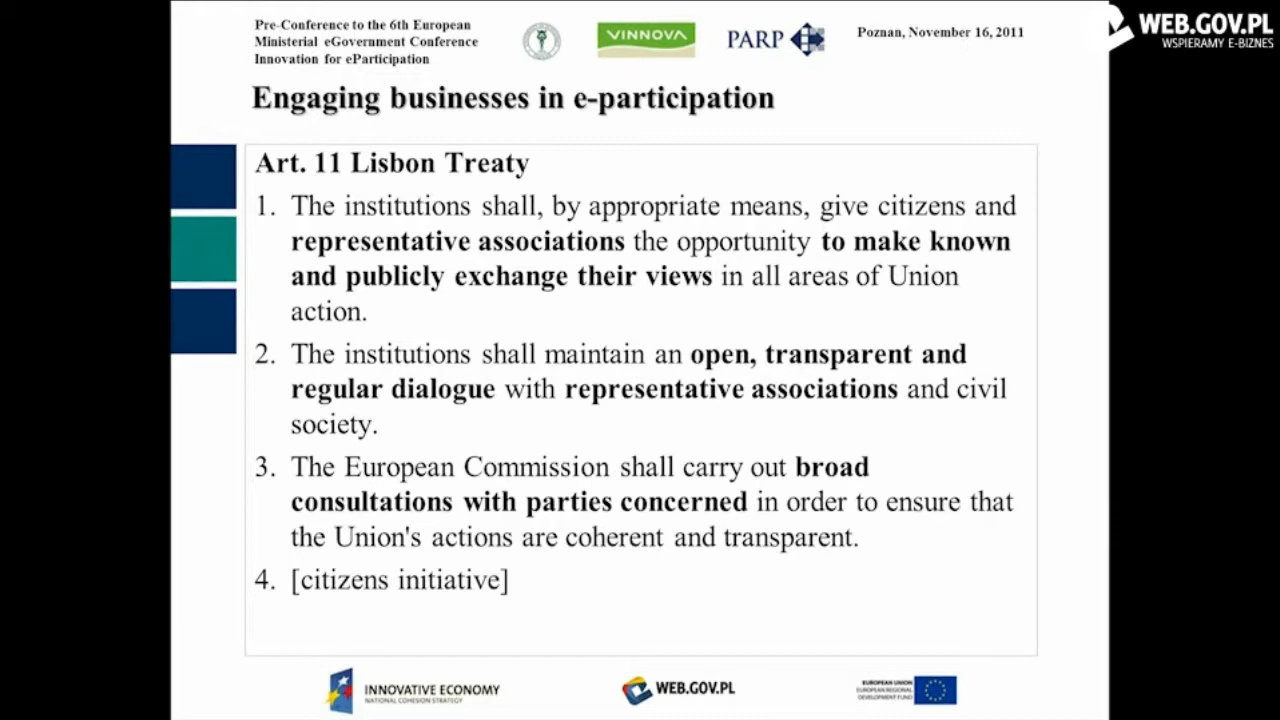 Pre-Conference to the 6th European
Ministerial eGovernment Conference
Innovation for eParticipation
VINNOVA
PARP
Poznan, November 16, 2011
WEB.GOV.PL
WSPIERAMY E-BIZNES
Engaging businesses in e-participation
Art. 11 Lisbon Treaty
1. The institutions shall, by appropriate means, give citizens and
representative associations the opportunity to make known
and publicly exchange their views in all areas of Union
action.
2. The institutions shall maintain an open, transparent and
regular dialogue with representative associations and civil
society.
3. The European Commission shall carry out broad
consultations with parties concerned in order to ensure that
the Union's actions are coherent and transparent.
4. [citizens initiative]
INNOVATIVE ECONOMY
NATIONAL COHESION STRATEGY
WEB.GOV.PL
EUROPEAN UNION
EUROPEAN REGIONAL
DEVELOPMENT FUND